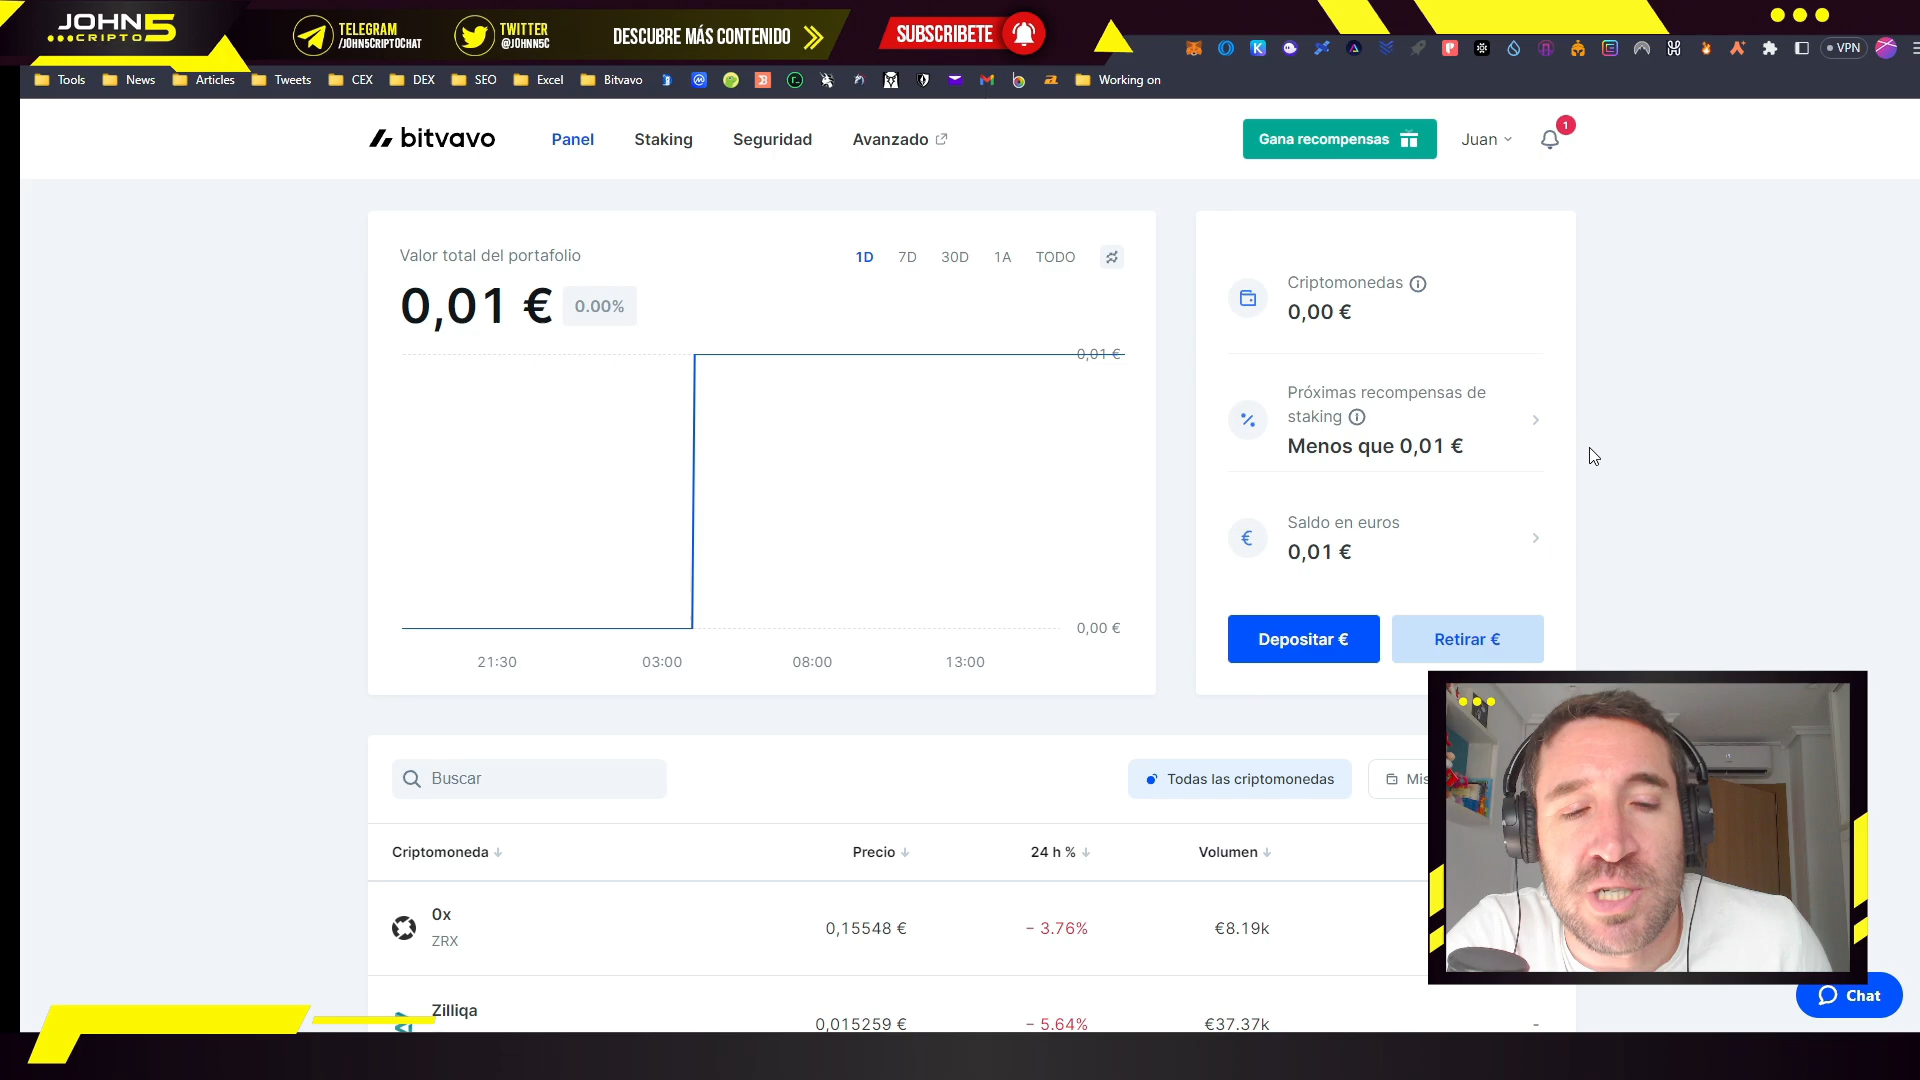 JOHN 5
CRIPTO
TELEGRAM
/JOHN5CRIPTOCHAT
TWITTER
@J0HNN5C
DESCUBRE MÁS CONTENIDO
SUBSCRIBETE
VPN
Tools
News
Articles
Tweets
CEX
DEX
SEO
Excel
Bitvavo
Working on
bitvavo
Panel
Staking
Seguridad
Avanzado
Gana recompensas
Juan
1
Valor total del portafolio
1D 7D 30D 1A TODO
0,01 €
0.00%
0,01 €
0,00 €
21:30 03:00 08:00 13:00
Criptomonedas
0,00 €
Próximas recompensas de
staking
Menos que 0,01 €
Saldo en euros
0,01 €
Depositar €
Retirar €
Buscar
Todas las criptomonedas
Mis
Criptomoneda
Precio
24 h %
Volumen
0x
ZRX
0,15548 €
− 3.76%
€8.19k
Zilliqa
0,015259 €
− 5.64%
€37.37k
-
Chat